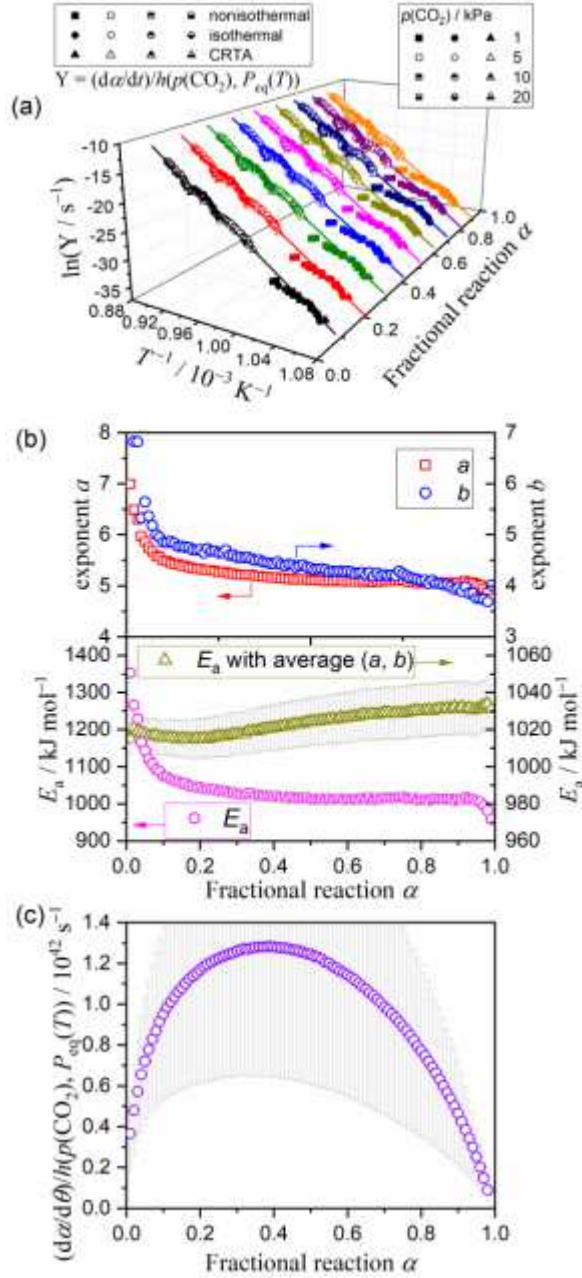 nonisothermal
isothermal
CRTA
Y = (dα/dt)/h(p(CO₂), P_eq(T))
p(CO₂) / kPa
1
5
10
20
(a)
ln(Y / s⁻¹)
-10
-15
-20
-25
-30
-35
0.88
0.92
0.96
1.00
1.04
1.08
T⁻¹ / 10⁻³ K⁻¹
0.0
0.2
0.4
0.6
0.8
1.0
Fractional reaction α
(b)
exponent a
8
7
6
5
4
a
b
exponent b
7
6
5
4
3
E_a / kJ mol⁻¹
1400
1300
1200
1100
1000
900
E_a with average (a, b)
E_a
1060
1040
1020
1000
980
960
E_a / kJ mol⁻¹
0.0 0.2 0.4 0.6 0.8 1.0
Fractional reaction α
(c)
(dα/dθ)/h(p(CO₂), P_eq(T)) / 10⁴² s⁻¹
1.4
1.2
1.0
0.8
0.6
0.4
0.2
0.0
0.0 0.2 0.4 0.6 0.8 1.0
Fractional reaction α